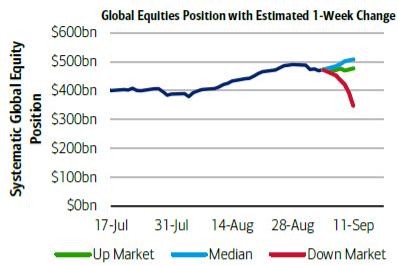 Global Equities Position with Estimated 1-Week Change
Systematic Global Equity
Position
$600bn
$500bn
$400bn
$300bn
$200bn
$100bn
$0bn
17-Jul 31-Jul 14-Aug 28-Aug 11-Sep
Up Market Median Down Market